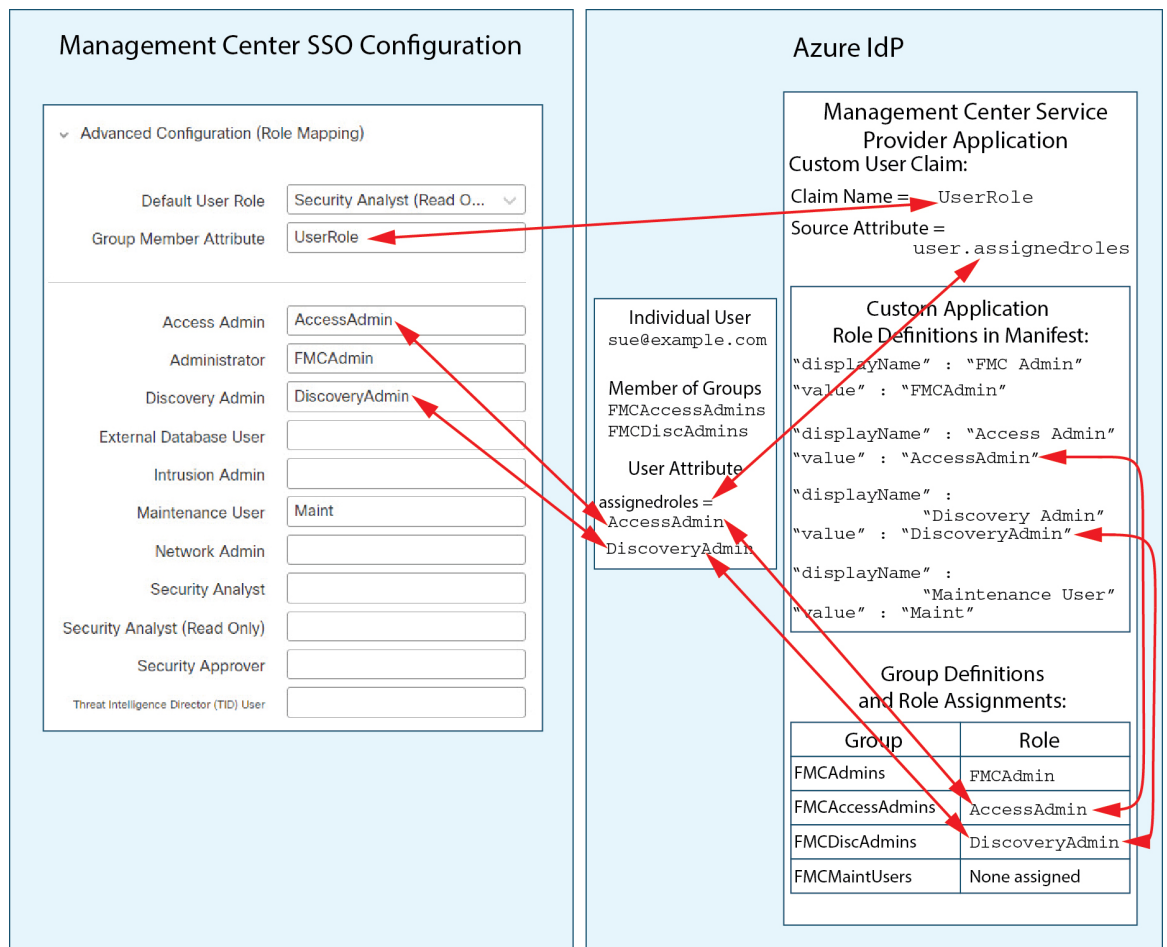 Management Center SSO Configuration
Advanced Configuration (Role Mapping)
Default User Role
Security Analyst (Read O...
Group Member Attribute
UserRole
Access Admin
AccessAdmin
Administrator
FMCAdmin
Discovery Admin
DiscoveryAdmin
External Database User
Intrusion Admin
Maintenance User
Maint
Network Admin
Security Analyst
Security Analyst (Read Only)
Security Approver
Threat Intelligence Director (TID) User
Azure IdP
Individual User
sue@example.com
Member of Groups
FMCAccessAdmins
FMCDiscAdmins
User Attribute
assignedroles =
AccessAdmin
DiscoveryAdmin
Management Center Service
Provider Application
Custom User Claim:
Claim Name = UserRole
Source Attribute =
user.assignedroles
Custom Application
Role Definitions in Manifest:
“displayName” : “FMC Admin”
“value” : “FMCAdmin”
“displayName” : “Access Admin”
“value” : “AccessAdmin”
“displayName” :
“Discovery Admin”
“value” : “DiscoveryAdmin”
“displayName” :
“Maintenance User”
“value” : “Maint”
Group Definitions
and Role Assignments:
Group Role
FMCAdmins FMCAdmin
FMCAccessAdmins AccessAdmin
FMCDiscAdmins DiscoveryAdmin
FMCMaintUsers None assigned